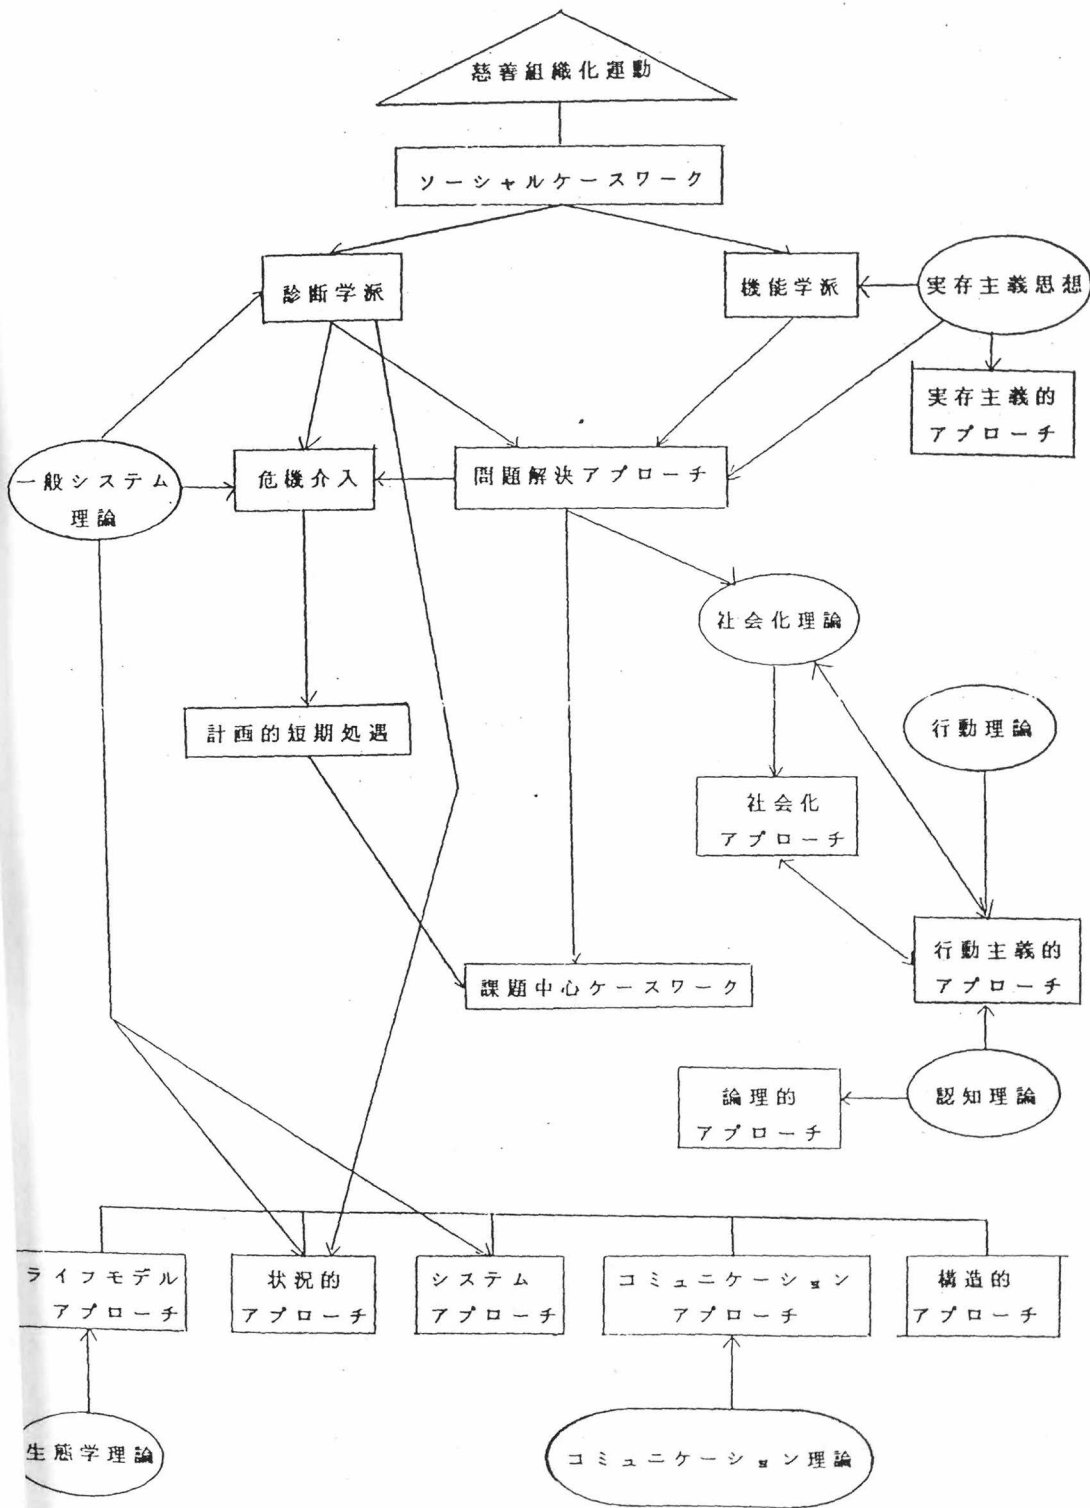 慈善組織化運動
ソーシャルケースワーク
診断学派
機能学派
実存主義思想
実存主義的
アプローチ
一般システム
理論
危機介入
問題解決アプローチ
社会化理論
計画的短期処遇
行動理論
社会化
アプローチ
行動主義的
アプローチ
課題中心ケースワーク
論理的
アプローチ
認知理論
ライフモデル
アプローチ
状況的
アプローチ
システム
アプローチ
コミュニケーション
アプローチ
構造的
アプローチ
生態学理論
コミュニケーション理論